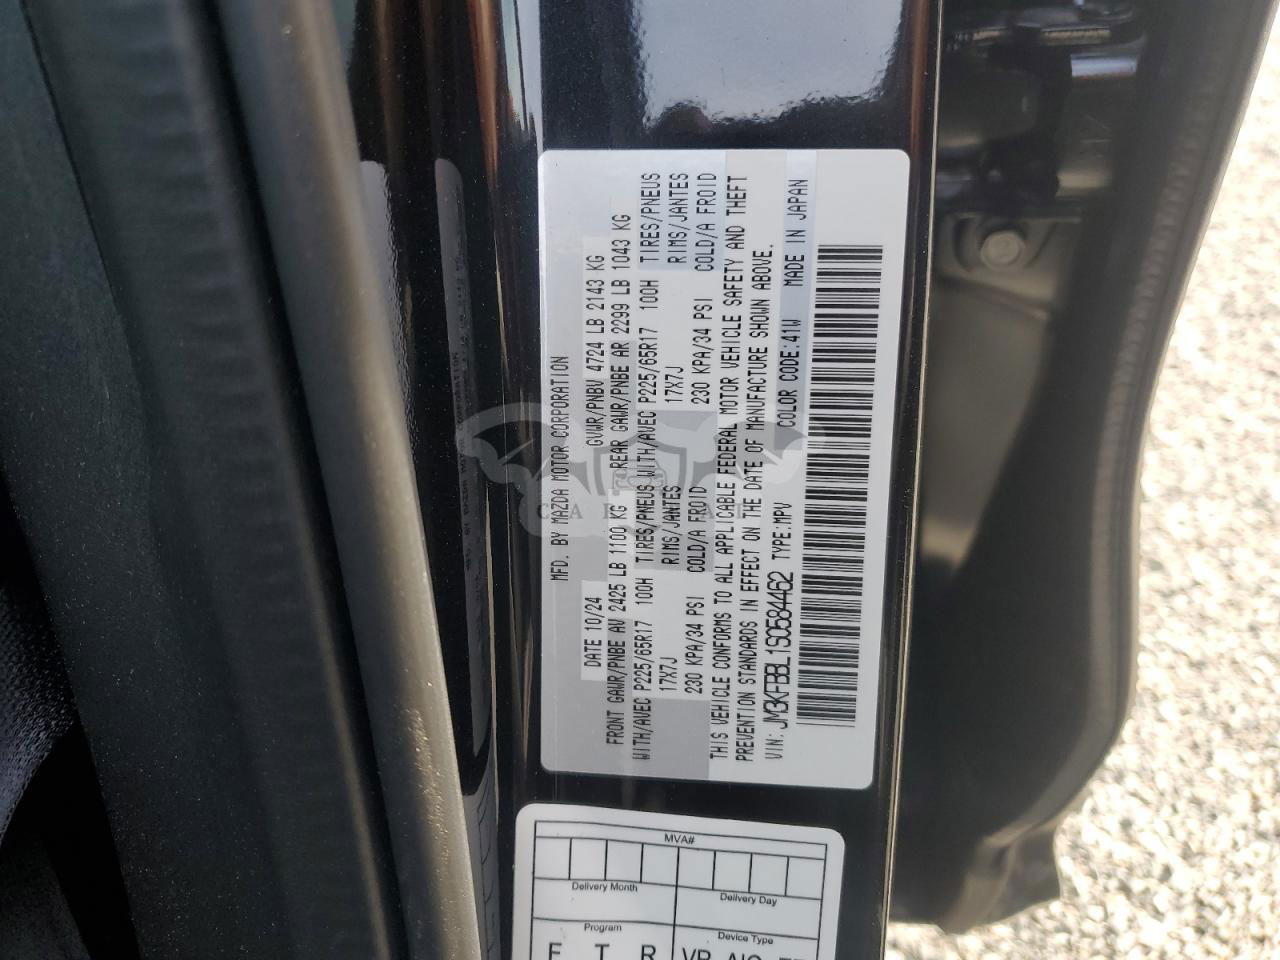 MFD. BY MAZDA MOTOR CORPORATION
DATE 10/24 GVWR/PNBV 4724 LB 2143 KG
FRONT GAWR/PNBE AV 2425 LB 1100 KG REAR GAWR/PNBE AR 2299 LB 1043 KG
WITH/AVEC P225/65R17 100H TIRES/PNEUS WITH/AVEC P225/65R17 100H TIRES/PNEUS
17X7J RIMS/JANTES 17X7J RIMS/JANTES
230 KPA/34 PSI COLD/A FROID 230 KPA/34 PSI COLD/A FROID
THIS VEHICLE CONFORMS TO ALL APPLICABLE FEDERAL MOTOR VEHICLE SAFETY AND THEFT
PREVENTION STANDARDS IN EFFECT ON THE DATE OF MANUFACTURE SHOWN ABOVE.
VIN: JM3KFBBL1S0584462 TYPE:MPV COLOR CODE:41W MADE IN JAPAN
MVA#
Delivery Month Delivery Day
Program Device Type
F T R VP